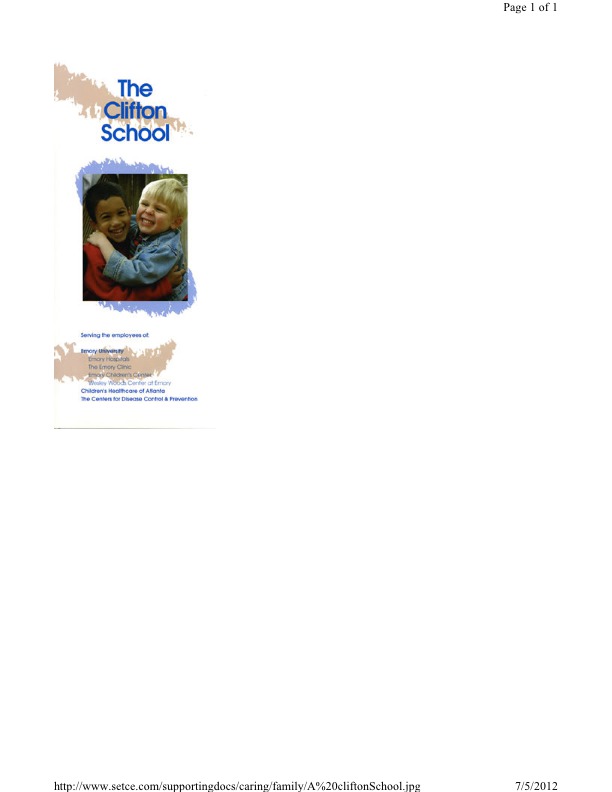 Page 1 of 1
The
Clifton
School
Serving the employees of:
Emory University
Emory Hospitals
The Emory Clinic
Emory Children's Center
Wesley Woods Center of Emory
Children's Healthcare of Atlanta
The Centers for Disease Control & Prevention
http://www.setce.com/supportingdocs/caring/family/A%20cliftonSchool.jpg
7/5/2012